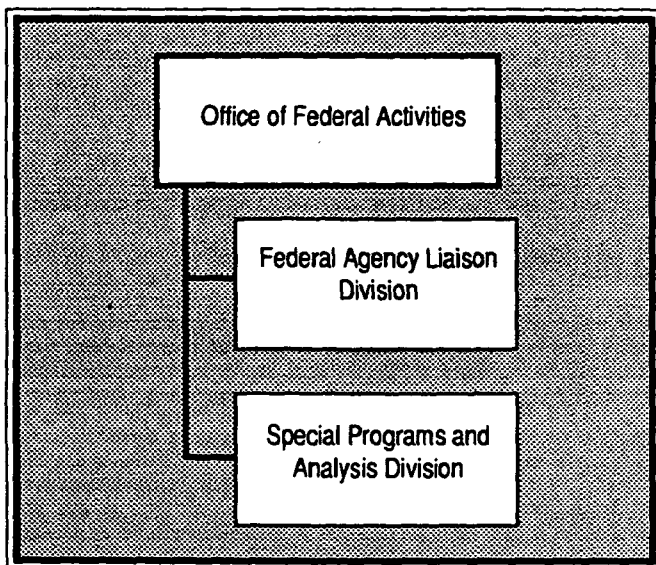 Office of Federal Activities
Federal Agency Liaison
Division
Special Programs and
Analysis Division